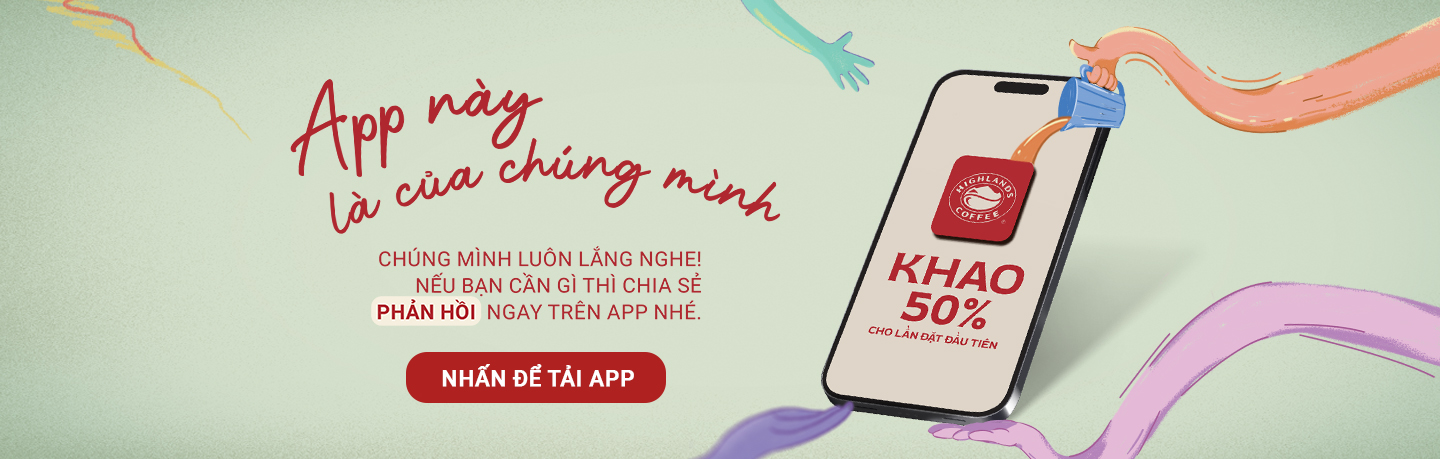 App này
là của chúng mình
CHÚNG MÌNH LUÔN LẮNG NGHE!
NẾU BẠN CẦN GÌ THÌ CHIA SẺ
PHẢN HỒI NGAY TRÊN APP NHÉ.
NHẤN ĐỂ TẢI APP
HIGHLANDS
COFFEE
KHAO
50%
CHO LẦN ĐẶT ĐẦU TIÊN